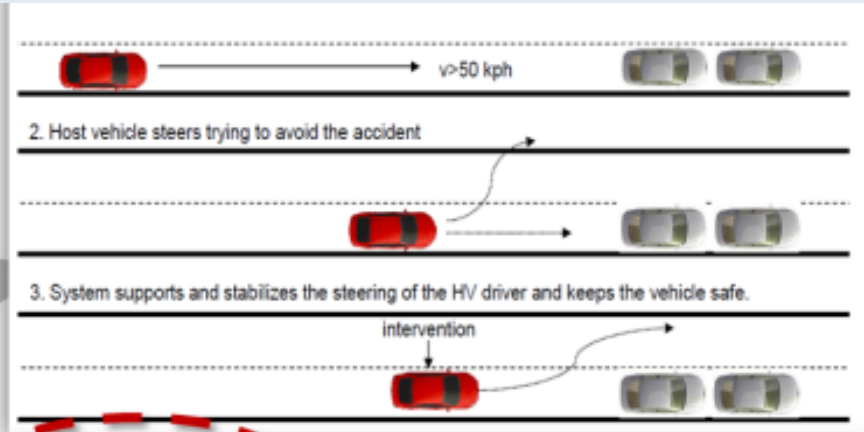 v>50 kph
2. Host vehicle steers trying to avoid the accident
3. System supports and stabilizes the steering of the HV driver and keeps the vehicle safe.
intervention